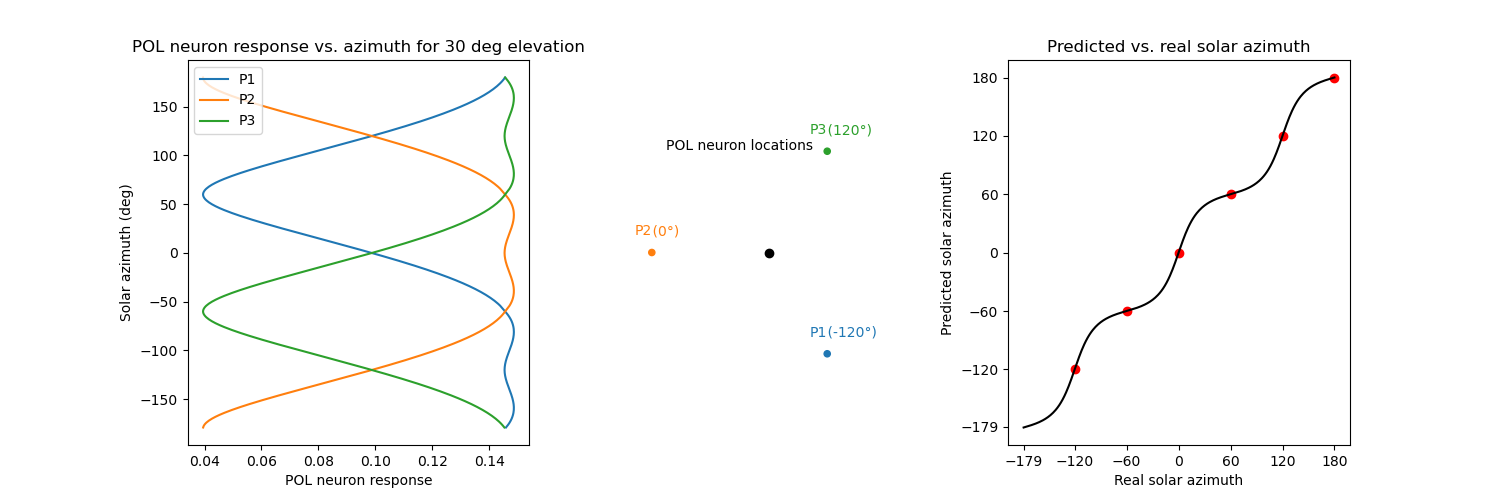 POL neuron response vs. azimuth for 30 deg elevation
P1
P2
P3
150
100
50
0
−50
−100
−150
Solar azimuth (deg)
0.04 0.06 0.08 0.10 0.12 0.14
POL neuron response
P3(120°)
POL neuron locations
P2(0°)
P1(-120°)
Predicted vs. real solar azimuth
180
120
60
0
−60
−120
−179
Predicted solar azimuth
−179 −120 −60 0 60 120 180
Real solar azimuth